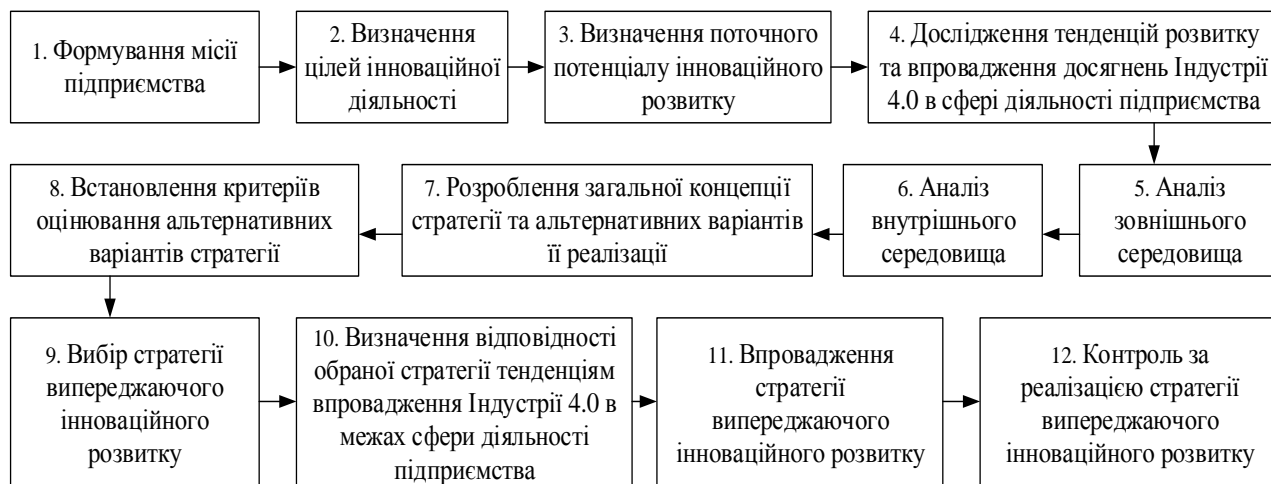 1. Формування місії
підприємства
2. Визначення
цілей інноваційної
діяльності
3. Визначення поточного
потенціалу інноваційного
розвитку
4. Дослідження тенденцій розвитку
та впровадження досягнень Індустрії
4.0 в сфері діяльності підприємства
5. Аналіз
зовнішнього
середовища
6. Аналіз
внутрішнього
середовища
7. Розроблення загальної концепції
стратегії та альтернативних варіантів
її реалізації
8. Встановлення критеріїв
оцінювання альтернативних
варіантів стратегії
9. Вибір стратегії
випереджаючого
інноваційного
розвитку
10. Визначення відповідності
обраної стратегії тенденціям
впровадження Індустрії 4.0 в
межах сфери діяльності
підприємства
11. Впровадження
стратегії
випереджаючого
інноваційного розвитку
12. Контроль за
реалізацією стратегії
випереджаючого
інноваційного розвитку